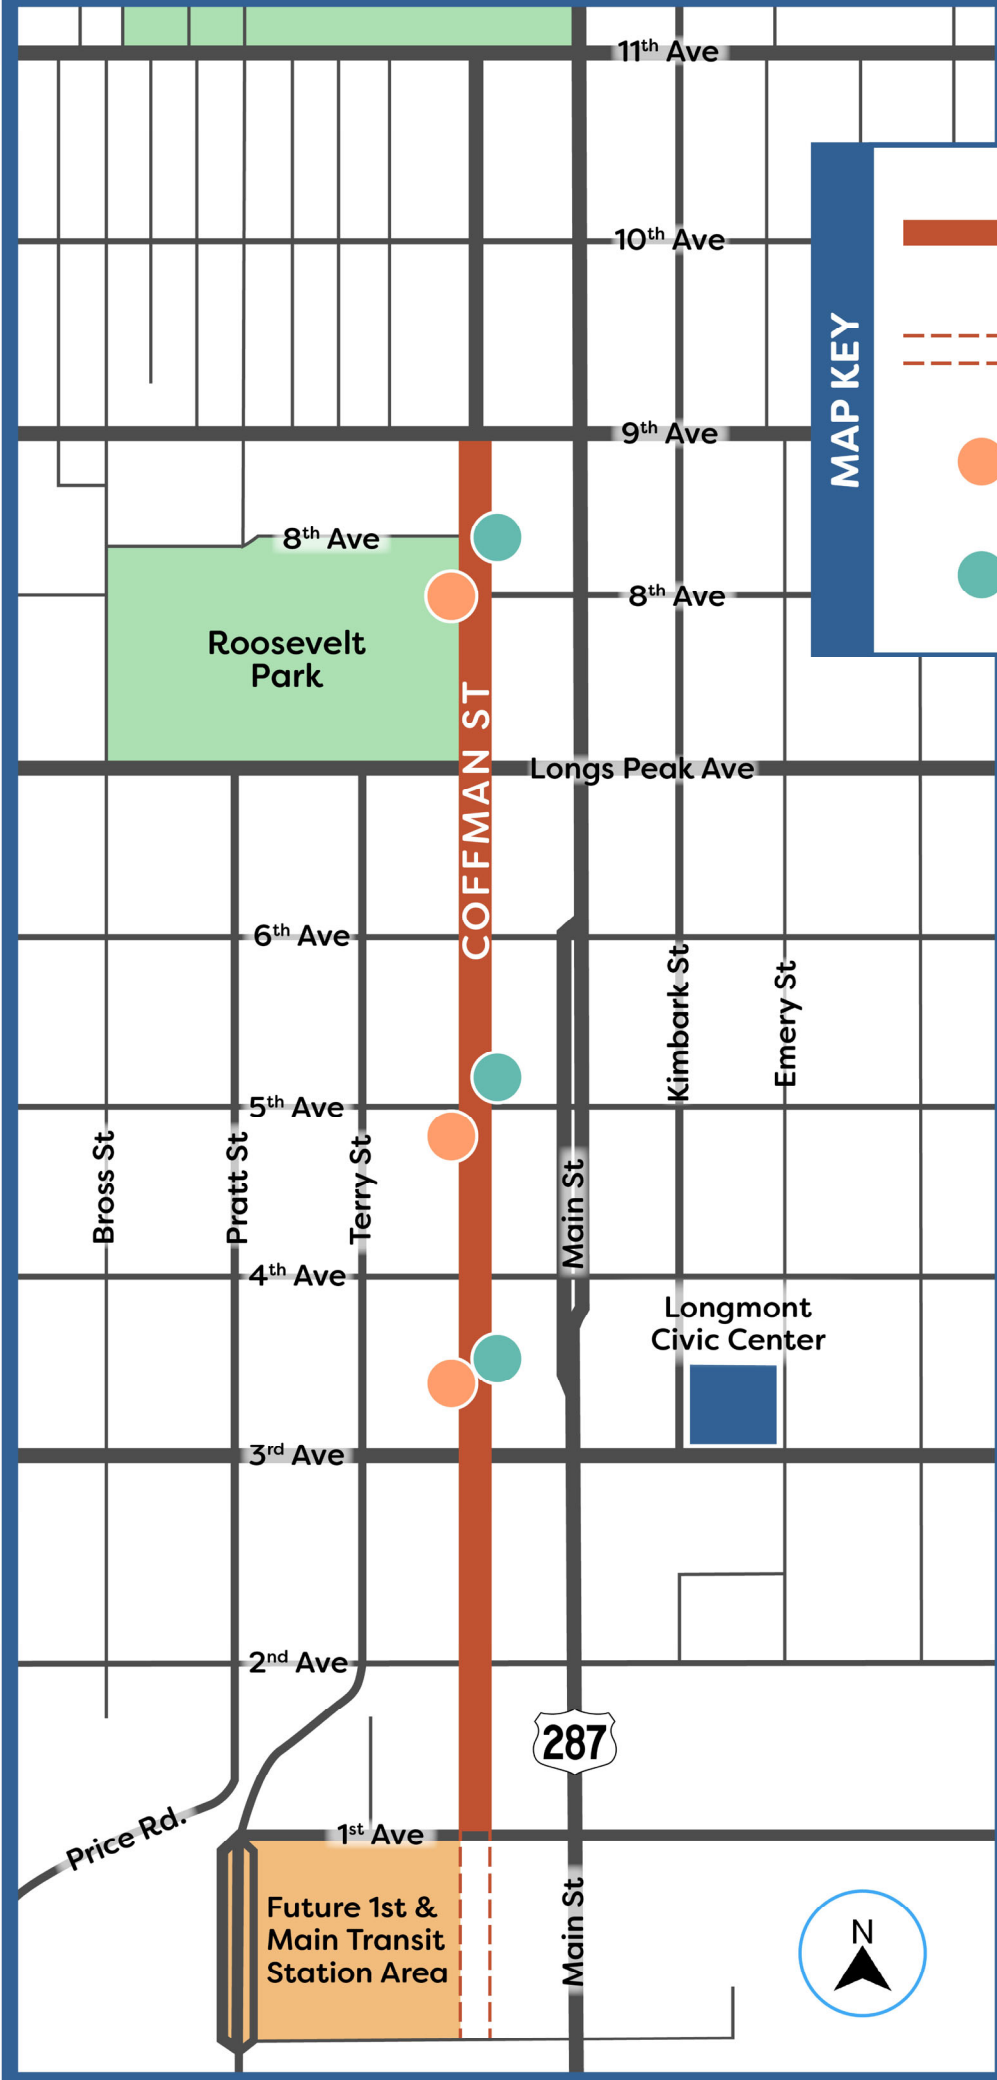 11th Ave
10th Ave
MAP KEY
9th Ave
8th Ave
8th Ave
Roosevelt
Park
COFFMAN ST
Longs Peak Ave
6th Ave
Kimbark St
Emery St
5th Ave
Bross St
Pratt St
Terry St
Main St
4th Ave
Longmont
Civic Center
3rd Ave
2nd Ave
287
Price Rd.
1st Ave
Future 1st &
Main Transit
Station Area
Main St
N